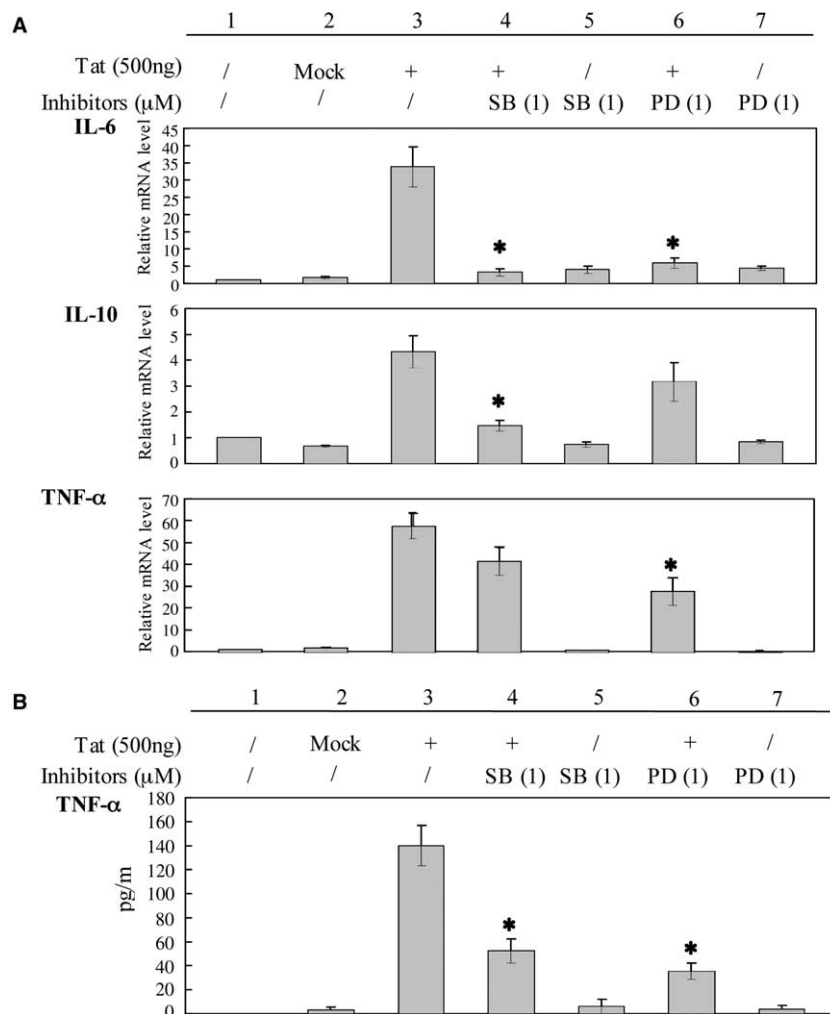 A
1 2 3 4 5 6 7
Tat (500ng) / Mock + + / + /
Inhibitors (μM) / / / SB (1) SB (1) PD (1) PD (1)
IL-6
Relative mRNA level
45
40
35
30
25
20
15
10
5
0
* *
IL-10
Relative mRNA level
6
5
4
3
2
1
0
*
TNF-α
Relative mRNA level
70
60
50
40
30
20
10
0
*
B
1 2 3 4 5 6 7
Tat (500ng) / Mock + + / + /
Inhibitors (μM) / / / SB (1) SB (1) PD (1) PD (1)
TNF-α
pg/m
180
160
140
120
100
80
60
40
20
0
* *